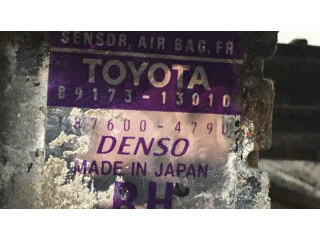 SENSOR, AIR BAG, FR
TOYOTA
89173-13010
187600-4790
DENSO
MADE IN JAPAN
RH